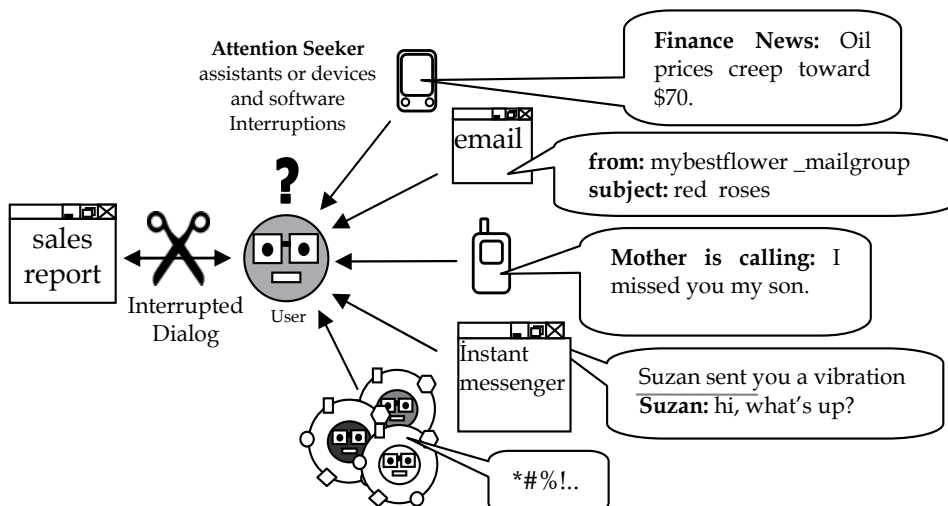 Attention Seeker
assistants or devices
and software
Interruptions
Finance News: Oil
prices creep toward
$70.
email
from: mybestflower _mailgroup
subject: red roses
?
sales
report
Interrupted
Dialog
User
Mother is calling: I
missed you my son.
İnstant
messenger
Suzan sent you a vibration
Suzan: hi, what's up?
*#%!..